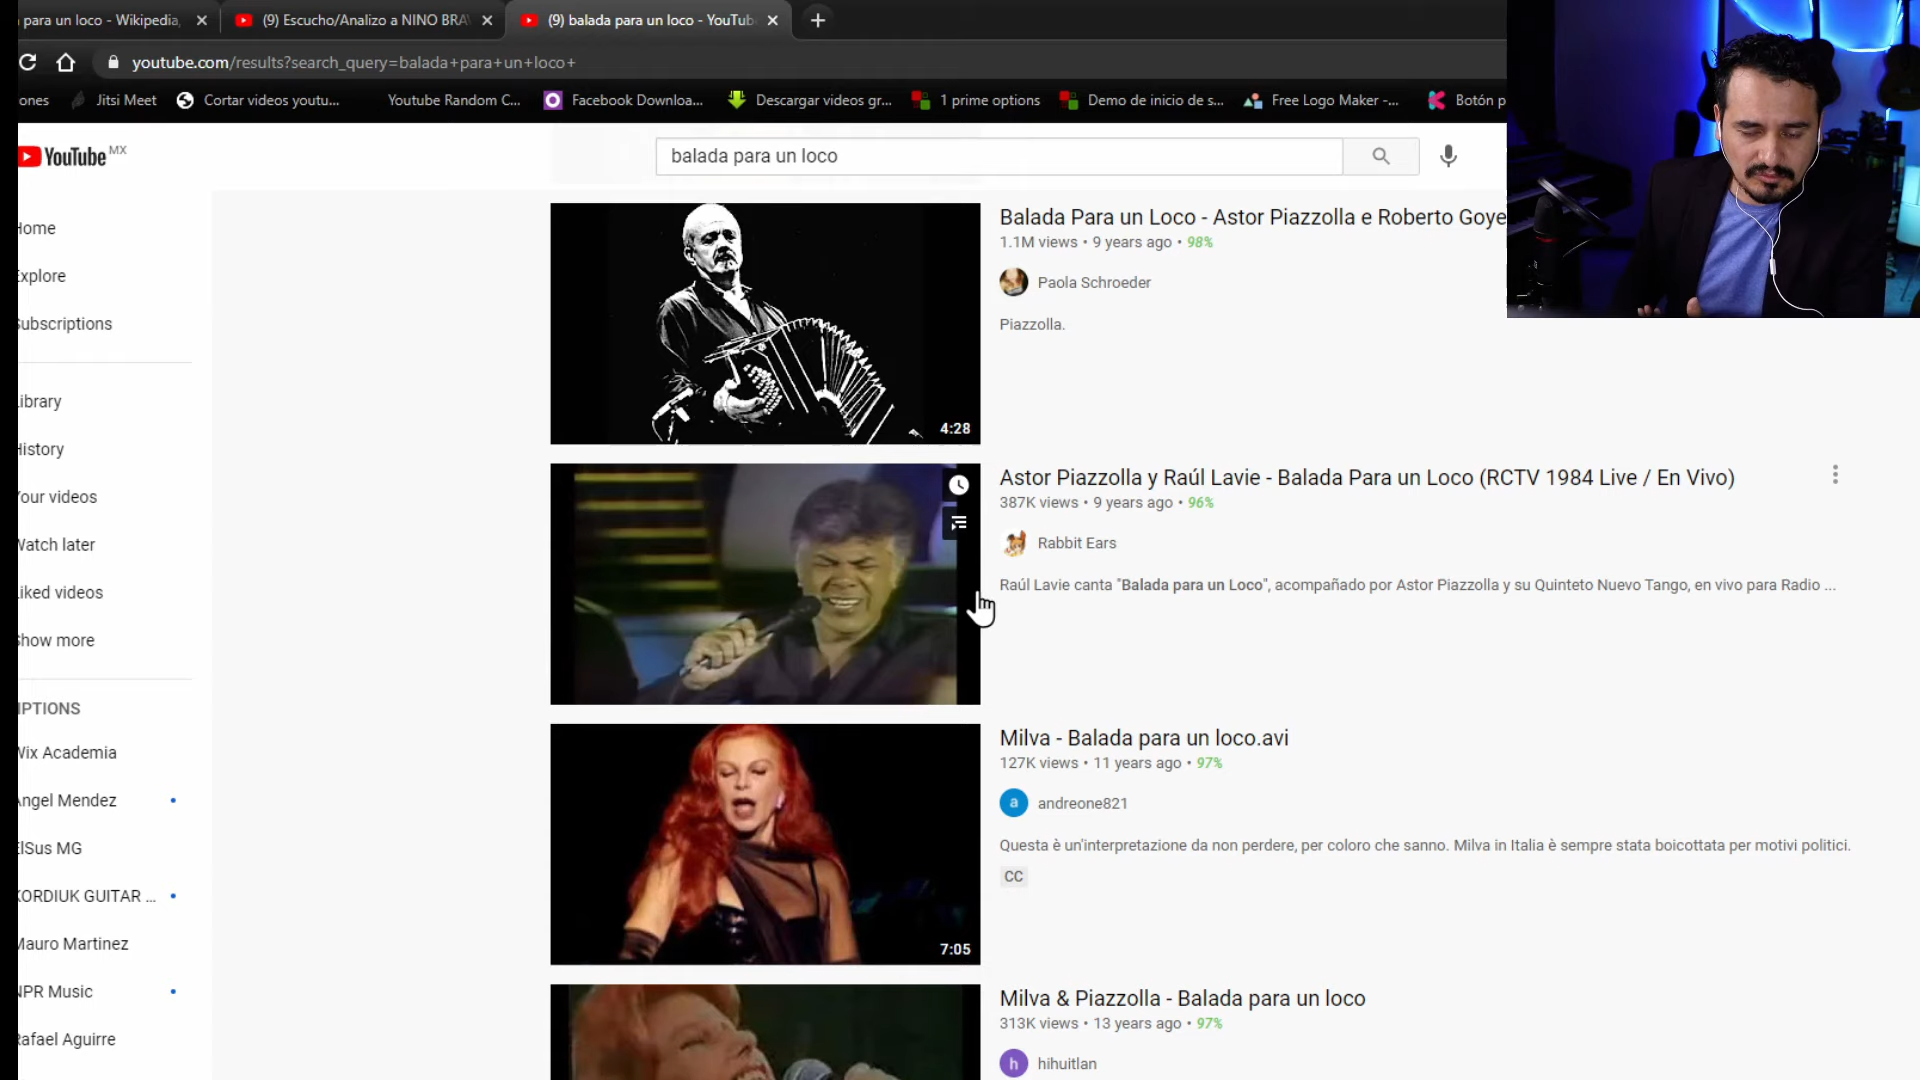 para un loco - Wikipedia,
(9) Escucho/Analizo a NINO BRA
(9) balada para un loco - YouTub
youtube.com/results?search_query=balada+para+un+loco+
ones
Jitsi Meet
Cortar videos youtu...
Youtube Random C...
Facebook Downloa...
Descargar videos gr...
1 prime options
Demo de inicio de s...
Free Logo Maker -...
Botón p
YouTube MX
balada para un loco
Home
Explore
Subscriptions
Library
History
Your videos
Watch later
Liked videos
Show more
IPTIONS
Wix Academia
Angel Mendez
ElSus MG
KORDIUK GUITAR ...
Mauro Martinez
NPR Music
Rafael Aguirre
Balada Para un Loco - Astor Piazzolla e Roberto Goye
1.1M views • 9 years ago • 98%
Paola Schroeder
Piazzolla.
4:28
Astor Piazzolla y Raúl Lavie - Balada Para un Loco (RCTV 1984 Live / En Vivo)
387K views • 9 years ago • 96%
Rabbit Ears
Raúl Lavie canta "Balada para un Loco", acompañado por Astor Piazzolla y su Quinteto Nuevo Tango, en vivo para Radio ...
Milva - Balada para un loco.avi
127K views • 11 years ago • 97%
a
andreone821
Questa è un'interpretazione da non perdere, per coloro che sanno. Milva in Italia è sempre stata boicottata per motivi politici.
CC
7:05
Milva & Piazzolla - Balada para un loco
313K views • 13 years ago • 97%
h
hihuitlan